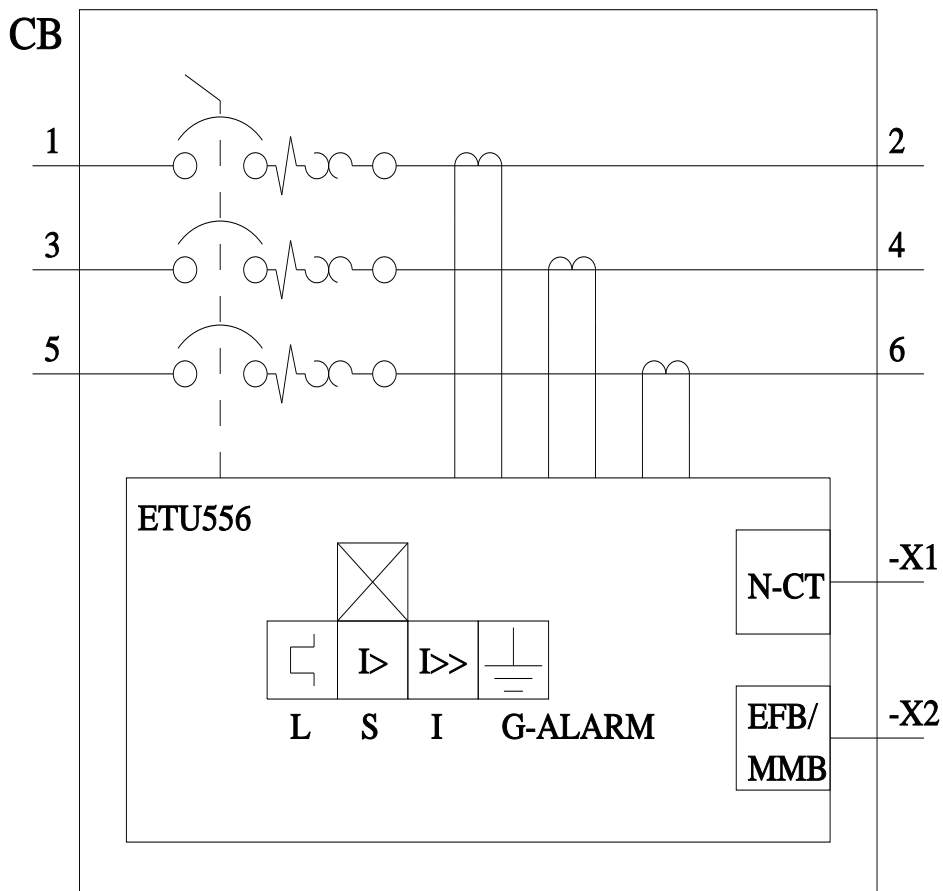 CB
1
2
3
4
5
6
ETU556
N-CT
-X1
I>
I>>
L
S
I
G-ALARM
EFB/
MMB
-X2